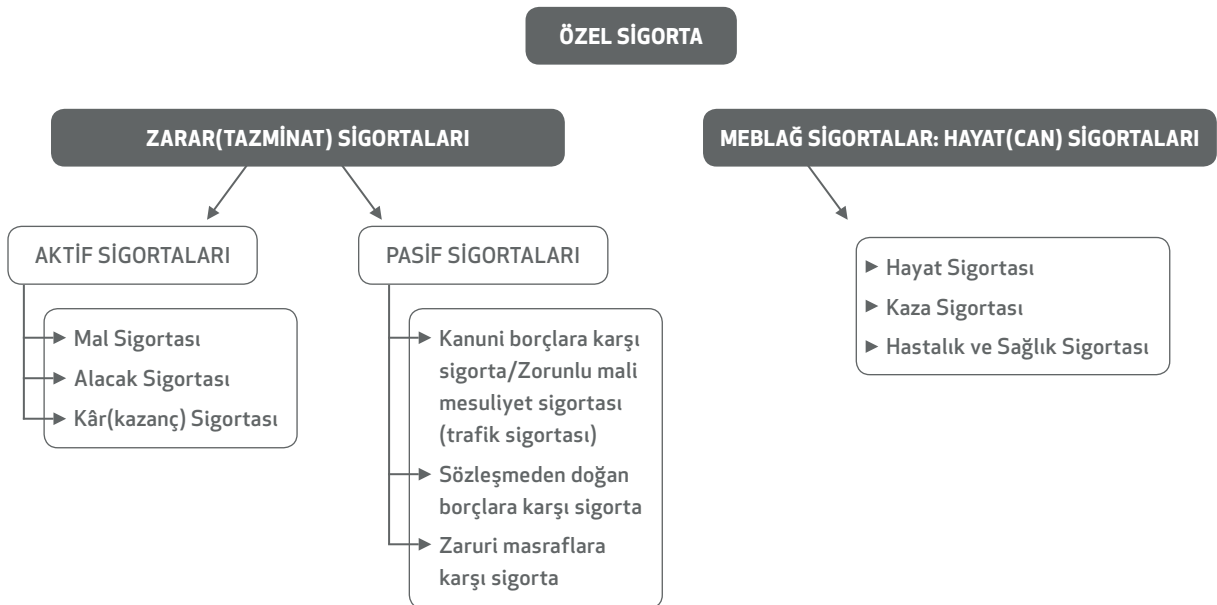 ÖZEL SİGORTA
ZARAR(TAZMİNAT) SİGORTALARI
MEBLAĞ SİGORTALAR: HAYAT(CAN) SİGORTALARI
AKTİF SİGORTALARI
Mal Sigortası
Alacak Sigortası
Kâr(kazanç) Sigortası
PASİF SİGORTALARI
Kanuni borçlara karşı
sigorta/Zorunlu mali
mesuliyet sigortası
(trafik sigortası)
Sözleşmeden doğan
borçlara karşı sigorta
Zaruri masraflara
karşı sigorta
Hayat Sigortası
Kaza Sigortası
Hastalık ve Sağlık Sigortası